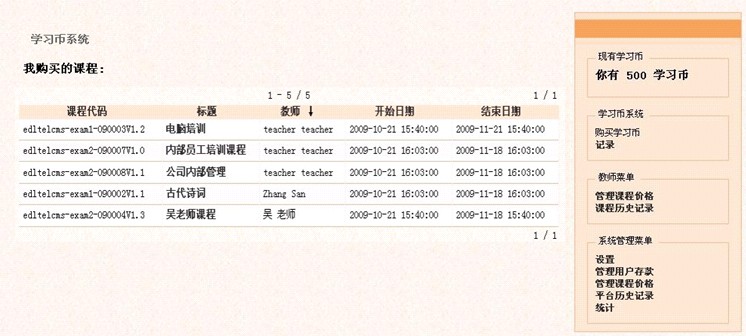 学习币系统
我购买的课程:
1 - 5 / 5 1 / 1
课程代码 标题 教师 ↓ 开始日期 结束日期
edltelcms-exam1-090003V1.2 电脑培训 teacher teacher 2009-10-21 15:40:00 2009-11-21 15:40:00
edltelcms-exam2-090007V1.0 内部员工培训课程 teacher teacher 2009-10-21 16:03:00 2009-11-18 16:03:00
edltelcms-exam2-090008V1.1 公司内部管理 teacher teacher 2009-10-21 16:03:00 2009-11-18 16:03:00
edltelcms-exam1-090002V1.1 古代诗词 Zhang San 2009-10-21 16:03:00 2009-11-18 16:03:00
edltelcms-exam2-090004V1.3 吴老师课程 吴 老师 2009-10-21 15:40:00 2009-11-18 15:40:00
1 / 1
现有学习币
你有 500 学习币
学习币系统
购买学习币
记录
教师菜单
管理课程价格
课程历史记录
系统管理菜单
设置
管理用户存款
管理课程价格
平台历史记录
统计